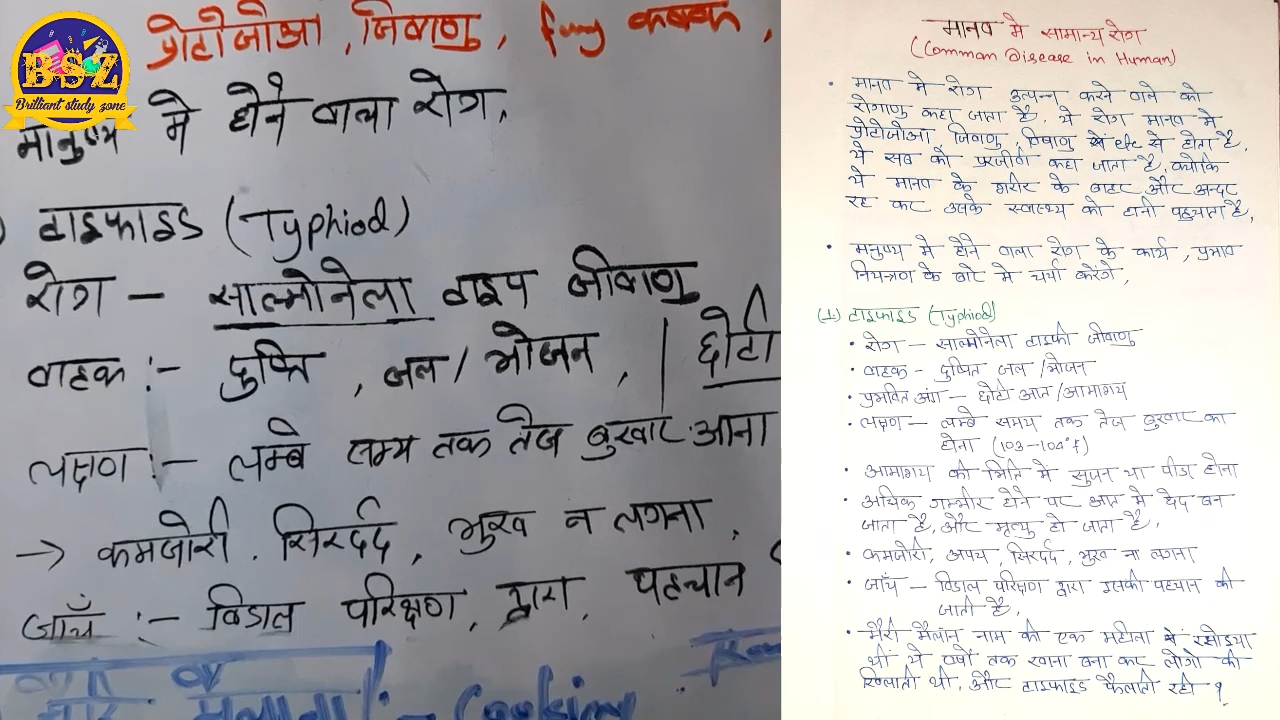 BSZ
Brilliant study zone
प्रोटोजोआ, जिवाणु, कवक,
मानुष्य मे होने वाला रोग,
टाइफाइड (Typhiod)
रोग – साल्मोनेला टाइप जीवाणु
वाहक :- दुषित, जल / भोजन, | छोटी
लक्षण :- लम्बे समय तक तेज बुखार आना
→ कमजोरी, सिरदर्द, भुख न लगना,
जाँच :- विडाल परिक्षण, द्वारा, पहचान
मानव मे सामान्य रोग
(Common Disease in Human)
• मानव मे रोग उत्पन्न करने वाले को
रोगाणु कहा जाता है, ये रोग मानव मे
प्रोटोजोआ, जिवाणु, विषाणु etc से होता है,
ये सब को परजीवी कहा जाता है, क्योकि
ये मानव के शरीर के बाहर और अन्दर
रह कर उसके स्वास्थ्य को हानी पहुचाता है,
• मनुष्य मे होने वाला रोग के कार्य, प्रभाव
नियन्त्रण के बारे मे चर्चा करेगे,
(1) टाइफाइड (Typhiod)
• रोग – साल्मोनेला टाइफी जीवाणु
• वाहक – दुषित जल / भोजन
• प्रभावित अंग – छोटी आत / आमाशय
• लक्षण – लम्बे समय तक तेज बुखार का
होना (103–104°f)
• आमाशय की भिति मे सुजन या पीडा होना
• अधिक गम्भीर होने पर आत मे छेद बन
जाता है, और मृत्यु हो जाता है,
• कमजोरी, अपच, सिरदर्द, भुख ना लगना
• जाँच – विडाल परिक्षण द्वारा इसकी पहचान की
जाती है,
• मैरी मैलॉन नाम की एक महीला रसोइया
थी ये वर्षो तक खाना बना कर लोगो को
खिलाती थी, और टाइफाइड फैलाती रही ?